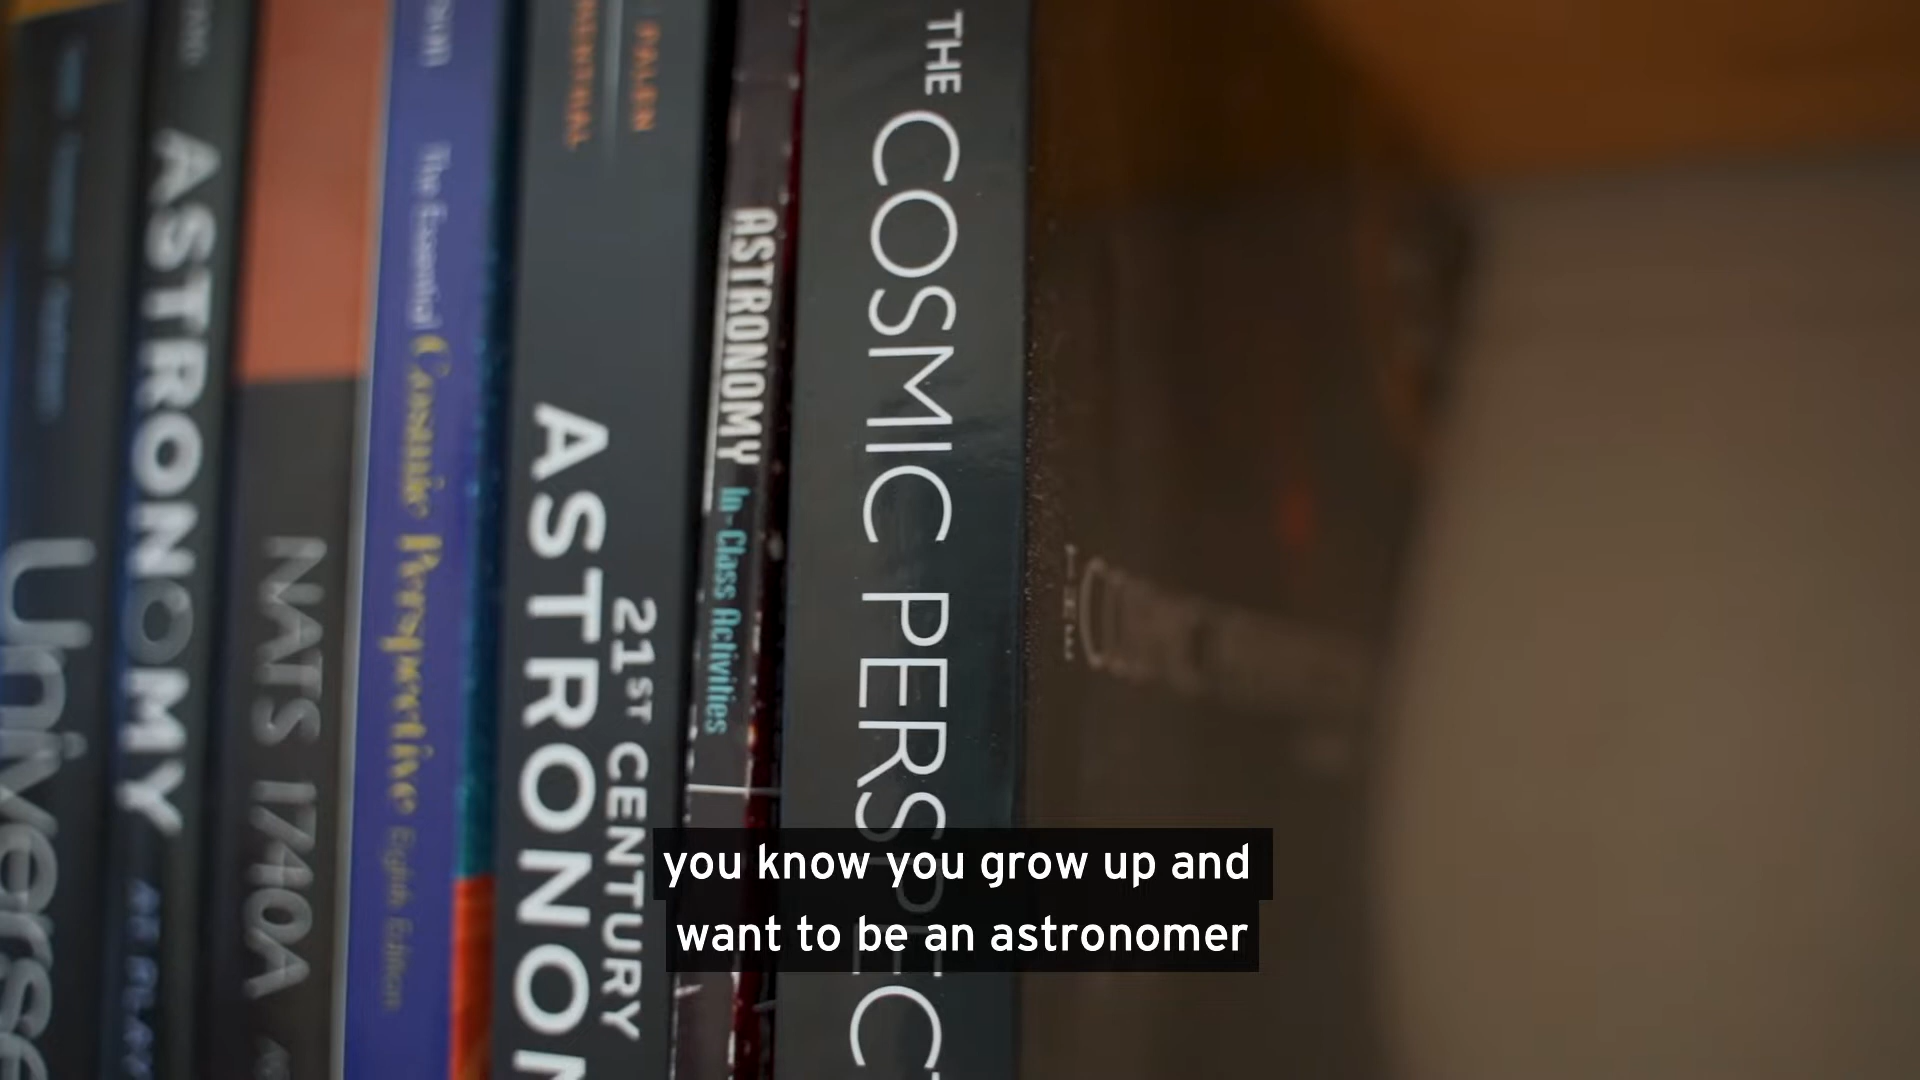 Universe
ASTRONOMY
NATS 1740A
The Essential Cosmic Perspective Eighth Edition
PALEN
21ST CENTURY
ASTRONOM
ASTRONOMY In-Class Activities
THE COSMIC PERSPECT
you know you grow up and
want to be an astronomer